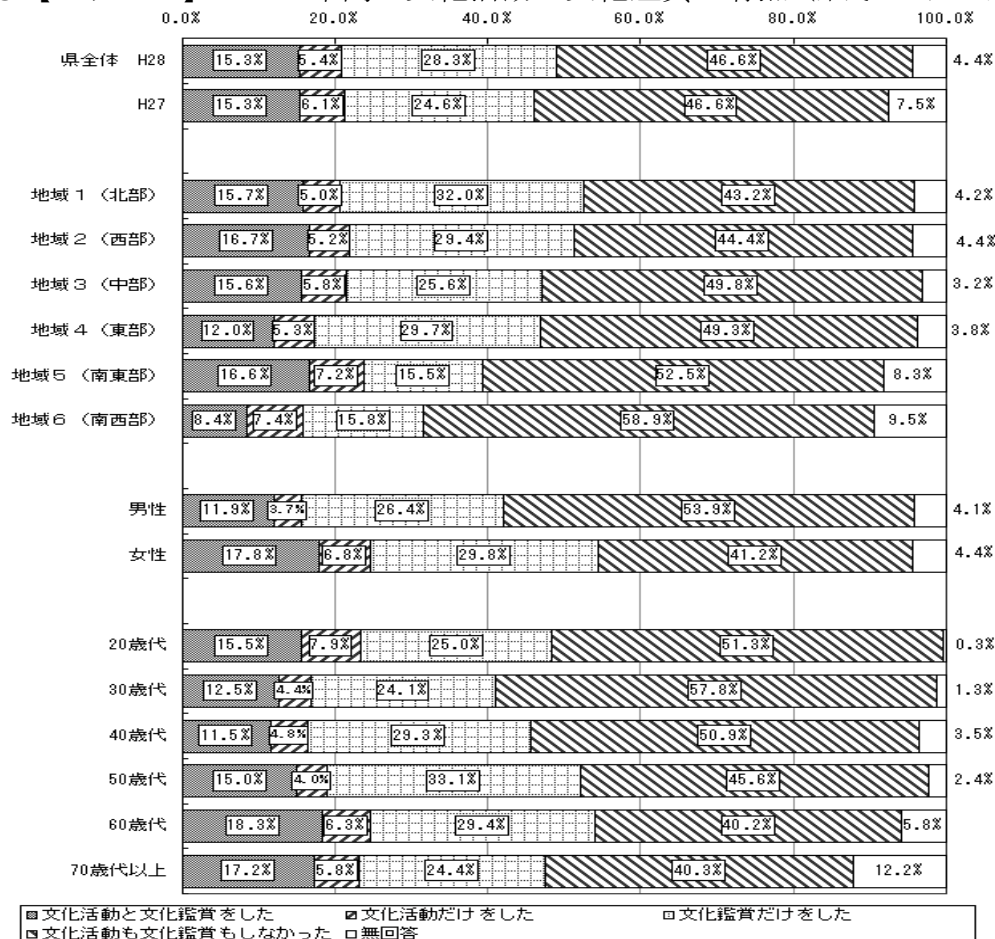 0.0% 20.0% 40.0% 60.0% 80.0% 100.0%
県全体 H28 15.3% 5.4% 28.3% 46.6% 4.4%
H27 15.3% 6.1% 24.6% 46.6% 7.5%
地域1（北部） 15.7% 5.0% 32.0% 43.2% 4.2%
地域2（西部） 16.7% 5.2% 29.4% 44.4% 4.4%
地域3（中部） 15.6% 5.8% 25.6% 49.8% 3.2%
地域4（東部） 12.0% 5.3% 29.7% 49.3% 3.8%
地域5（南東部） 16.6% 7.2% 15.5% 52.5% 8.3%
地域6（南西部） 8.4% 7.4% 15.8% 58.9% 9.5%
男性 11.9% 3.7% 26.4% 53.9% 4.1%
女性 17.8% 6.8% 29.8% 41.2% 4.4%
20歳代 15.5% 7.9% 25.0% 51.3% 0.3%
30歳代 12.5% 4.4% 24.1% 57.8% 1.3%
40歳代 11.5% 4.8% 29.3% 50.9% 3.5%
50歳代 15.0% 4.0% 33.1% 45.6% 2.4%
60歳代 18.3% 6.3% 29.4% 40.2% 5.8%
70歳代以上 17.2% 5.8% 24.4% 40.3% 12.2%
文化活動と文化鑑賞をした 文化活動だけをした 文化鑑賞だけをした
文化活動も文化鑑賞もしなかった 無回答